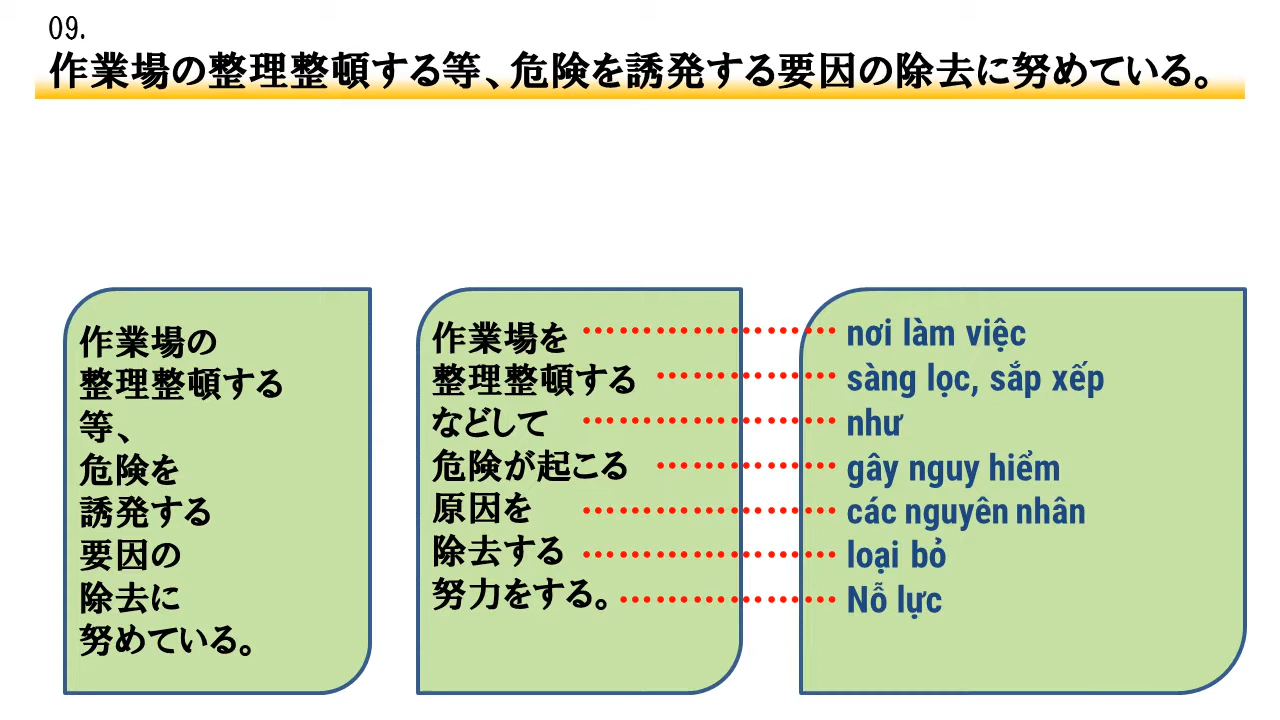 09.
作業場の整理整頓する等、危険を誘発する要因の除去に努めている。
作業場の
整理整頓する
等、
危険を
誘発する
要因の
除去に
努めている。
作業場を
整理整頓する
などして
危険が起こる
原因を
除去する
努力をする。
nơi làm việc
sàng lọc, sắp xếp
như
gây nguy hiểm
các nguyên nhân
loại bỏ
Nỗ lực